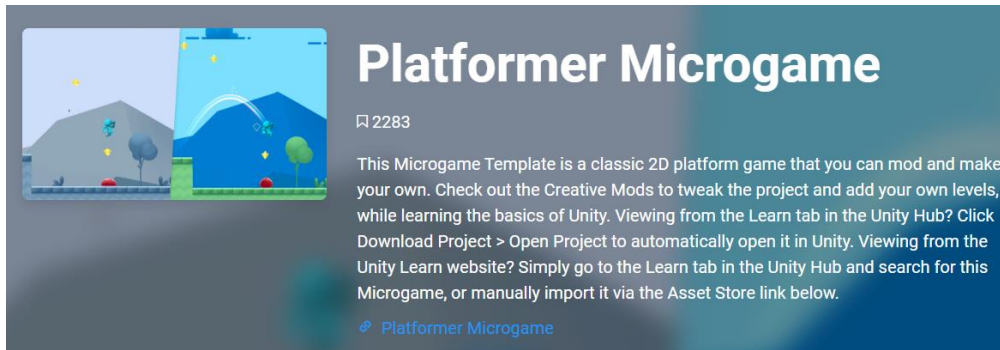 Platformer Microgame
2283
This Microgame Template is a classic 2D platform game that you can mod and make
your own. Check out the Creative Mods to tweak the project and add your own levels,
while learning the basics of Unity. Viewing from the Learn tab in the Unity Hub? Click
Download Project > Open Project to automatically open it in Unity. Viewing from the
Unity Learn website? Simply go to the Learn tab in the Unity Hub and search for this
Microgame, or manually import it via the Asset Store link below.
Platformer Microgame